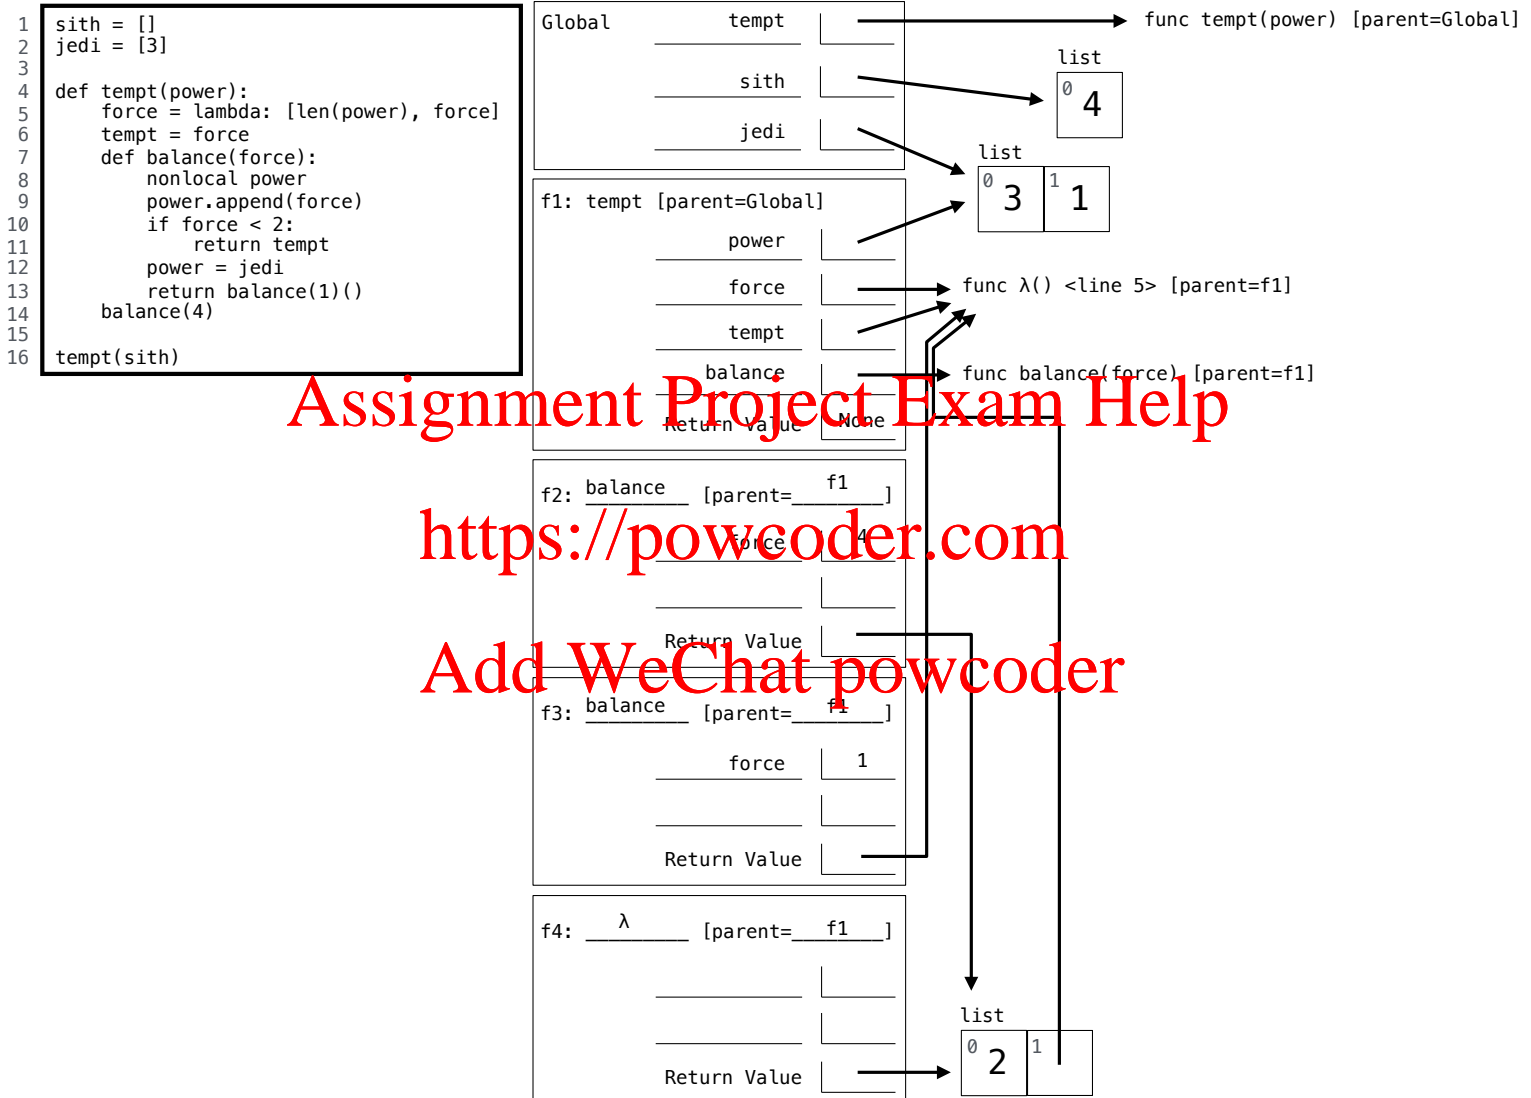 1 sith = []
2 jedi = [3]
3
4 def tempt(power):
5     force = lambda: [len(power), force]
6     tempt = force
7     def balance(force):
8         nonlocal power
9         power.append(force)
10         if force < 2:
11             return tempt
12         power = jedi
13         return balance(1)()
14     balance(4)
15
16 tempt(sith)
Global
tempt
func tempt(power) [parent=Global]
sith
list
0 4
jedi
list
0 3 1 1
f1: tempt [parent=Global]
power
force
func λ() <line 5> [parent=f1]
tempt
balance
func balance(force) [parent=f1]
Return Value None
Assignment Project Exam Help
f2: balance [parent=f1]
force 4
https://powcoder.com
Return Value
Add WeChat powcoder
f3: balance [parent=f1]
force 1
Return Value
f4: λ [parent=f1]
list
0 2 1
Return Value